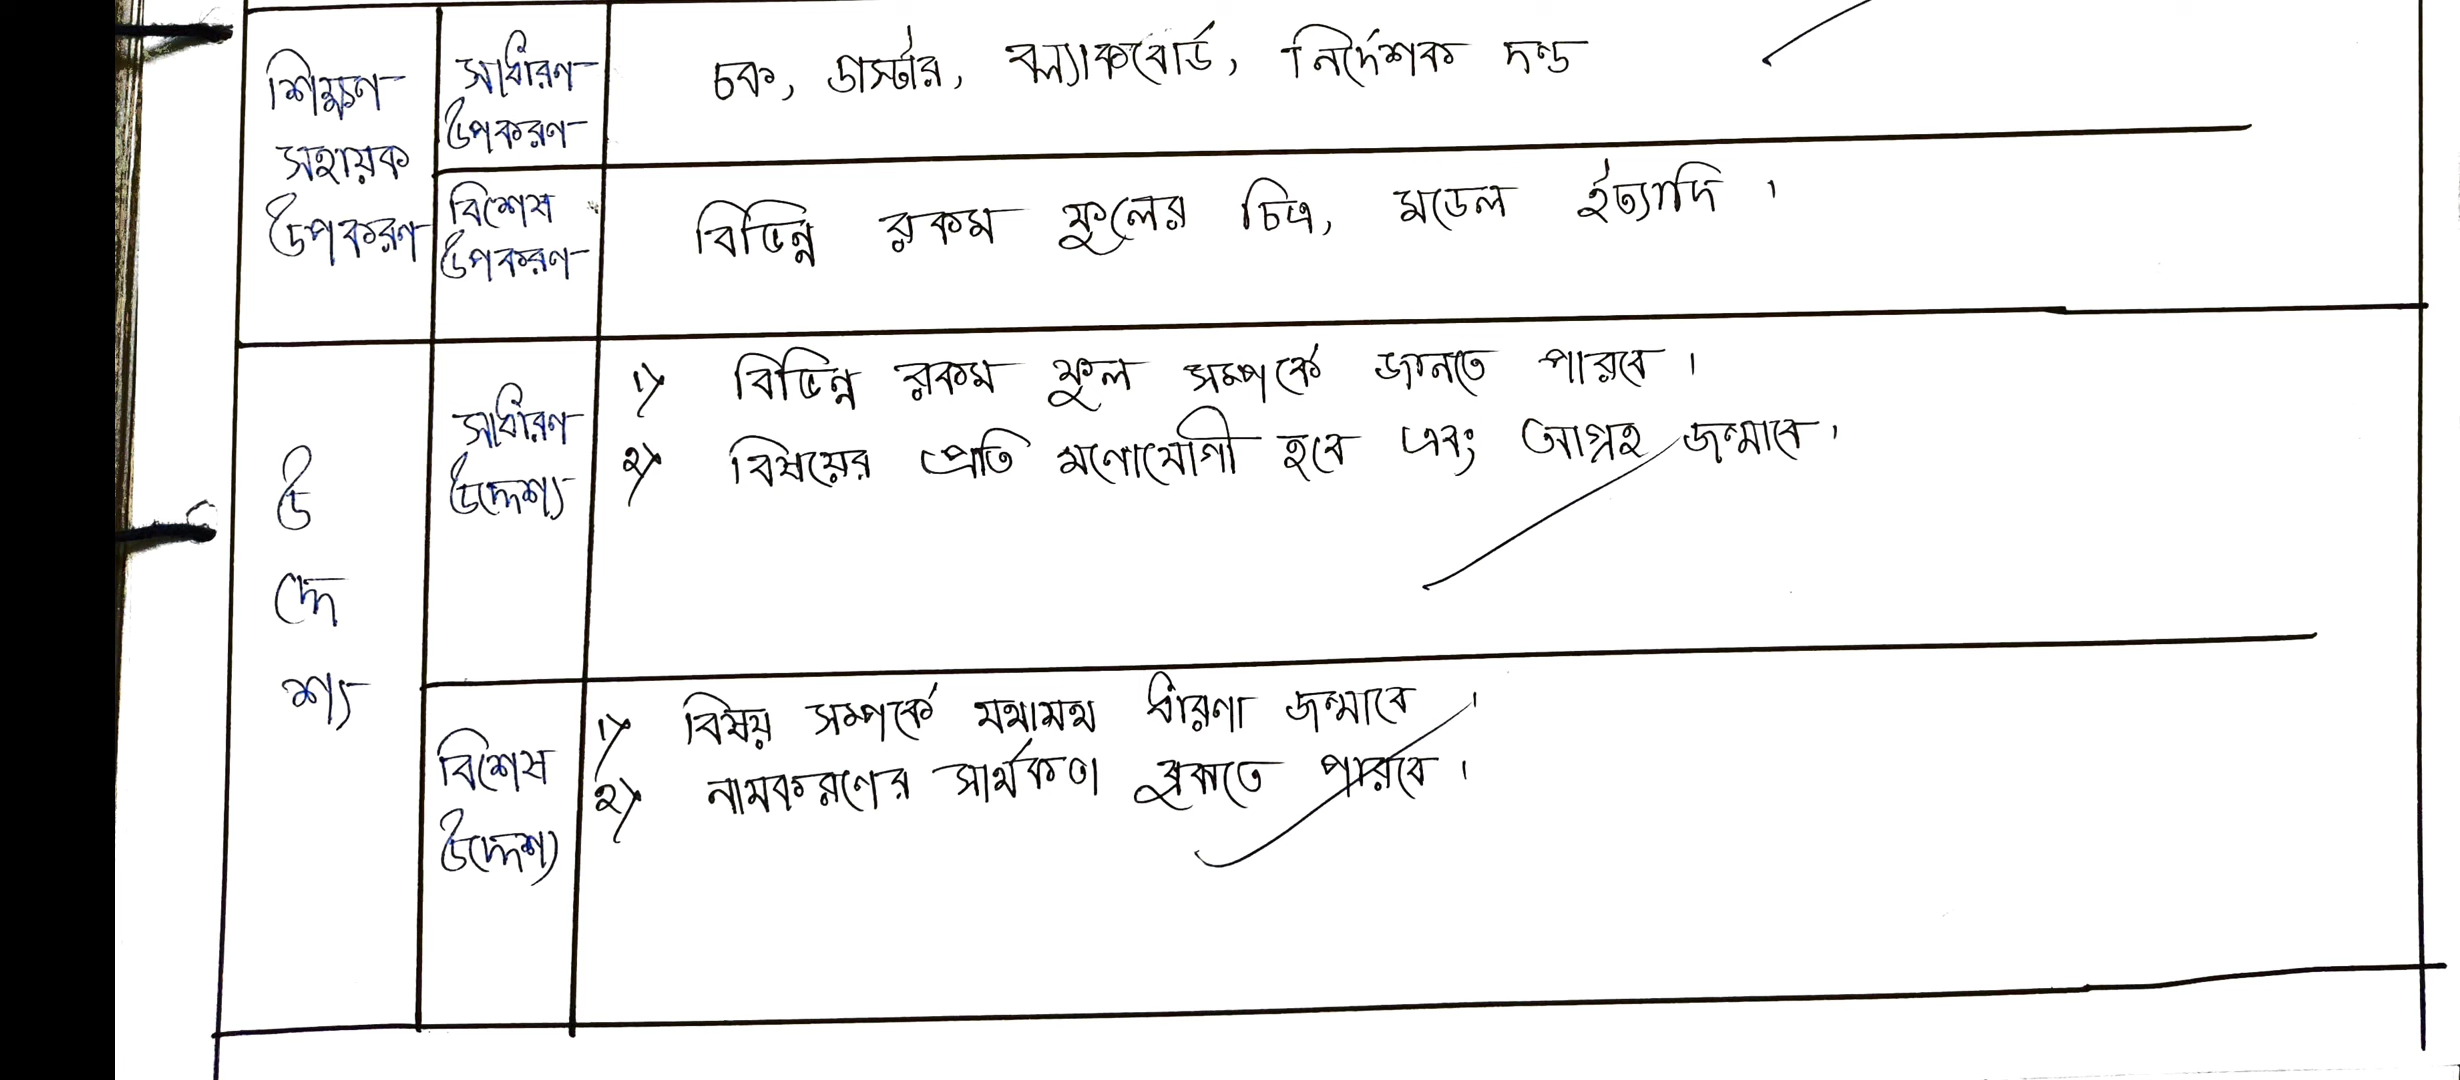 শিক্ষণ
সহায়ক
উপকরণ
সাধারণ
উপকরণ
চক, ডাস্টার, ব্ল্যাকবোর্ড, নির্দেশক দন্ড
বিশেষ
উপকরণ
বিভিন্ন রকম ফুলের চিত্র, মডেল ইত্যাদি ।
উ
দ্দে
শ্য
সাধারণ
উদ্দেশ্য
১) বিভিন্ন রকম ফুল সম্পর্কে জানতে পারবে ।
২) বিষয়ের প্রতি মনোযোগী হবে এবং আগ্রহ জন্মাবে ।
বিশেষ
উদ্দেশ্য
১) বিষয় সম্পর্কে যথাযথ ধারণা জন্মাবে ।
২) নামকরণের সার্থকতা বুঝতে পারবে ।